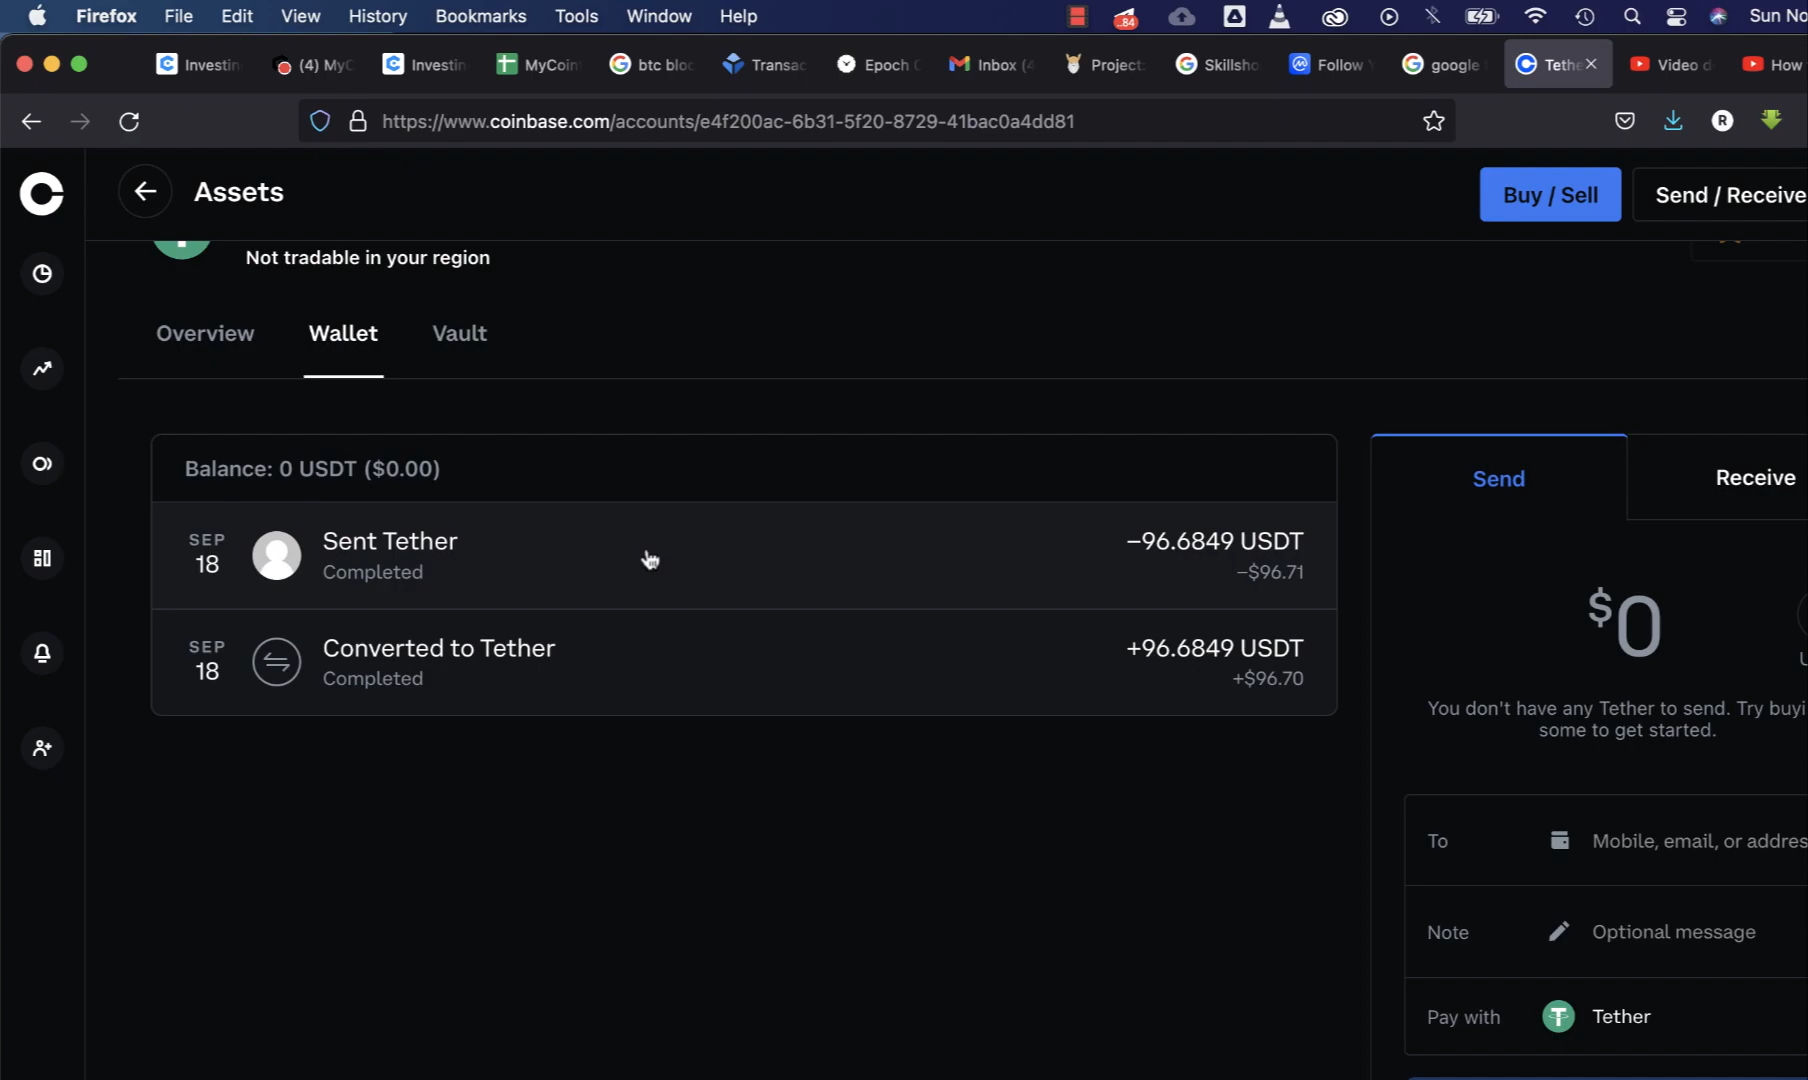 Firefox File Edit View History Bookmarks Tools Window Help .84 Sun No
Investin (4) MyC Investin MyCoin btc bloc Transac Epoch C Inbox (4 Project: Skillsho Follow Y google Tethe Video d How
https://www.coinbase.com/accounts/e4f200ac-6b31-5f20-8729-41bac0a4dd81 R
Assets
Buy / Sell
Send / Receive
Not tradable in your region
Overview Wallet Vault
Balance: 0 USDT ($0.00)
SEP
18
Sent Tether
Completed
−96.6849 USDT
−$96.71
SEP
18
Converted to Tether
Completed
+96.6849 USDT
+$96.70
Send Receive
$0
You don't have any Tether to send. Try buyi
some to get started.
To Mobile, email, or addres
Note Optional message
Pay with Tether